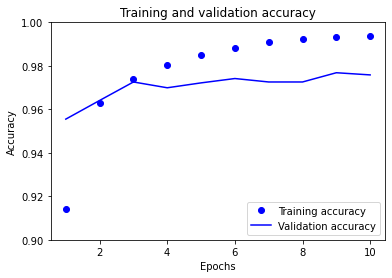 Training and validation accuracy
1.00
0.98
0.96
0.94
0.92
0.90
Accuracy
2 4 6 8 10
Epochs
Training accuracy
Validation accuracy